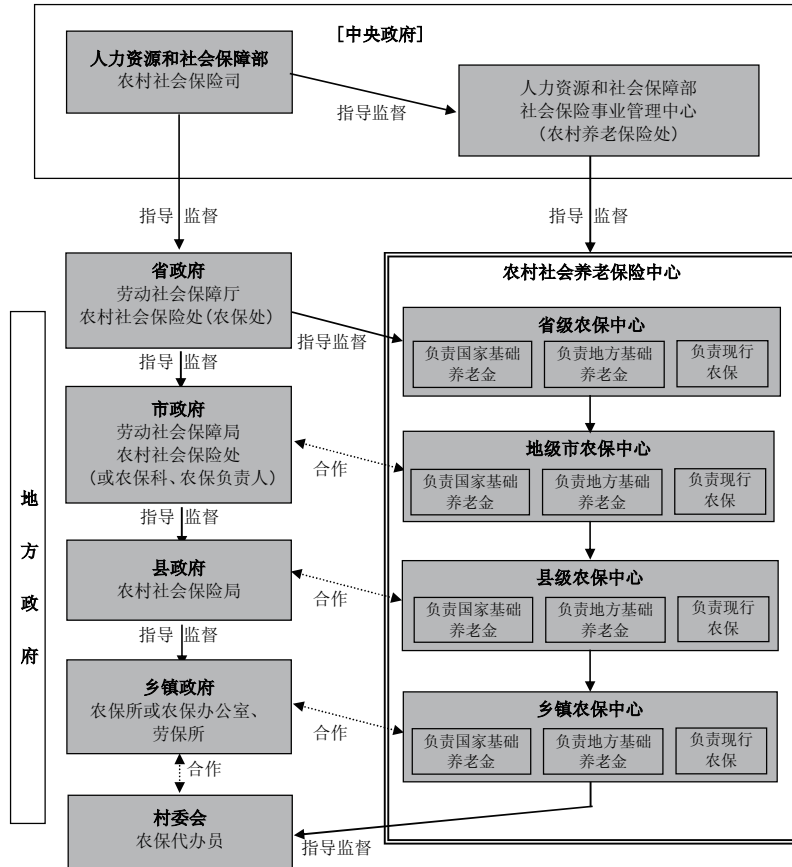 [中央政府]
人力资源和社会保障部
农村社会保险司
指导监督
人力资源和社会保障部
社会保险事业管理中心
(农村养老保险处)
指导 监督
指导 监督
省政府
劳动社会保障厅
农村社会保险处(农保处)
指导监督
农村社会养老保险中心
省级农保中心
负责国家基础
养老金
负责地方基础
养老金
负责现行
农保
指导 监督
市政府
劳动社会保障局
农村社会保险处
(或农保科、农保负责人)
合作
地级市农保中心
负责国家基础
养老金
负责地方基础
养老金
负责现行
农保
指导 监督
县政府
农村社会保险局
合作
县级农保中心
负责国家基础
养老金
负责地方基础
养老金
负责现行
农保
指导 监督
乡镇政府
农保所或农保办公室、
劳保所
合作
乡镇农保中心
负责国家基础
养老金
负责地方基础
养老金
负责现行
农保
合作
村委会
农保代办员
指导监督
地
方
政
府